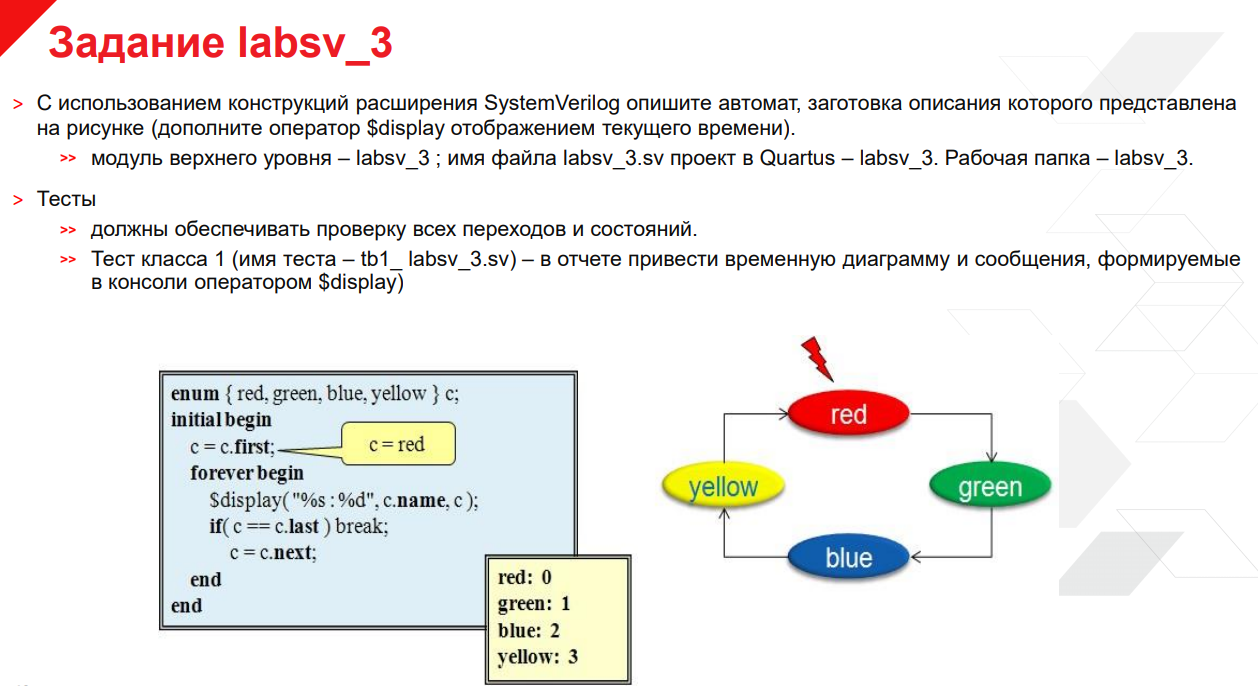 Задание labsv_3
> С использованием конструкций расширения SystemVerilog опишите автомат, заготовка описания которого представлена
на рисунке (дополните оператор $display отображением текущего времени).
>> модуль верхнего уровня – labsv_3 ; имя файла labsv_3.sv проект в Quartus – labsv_3. Рабочая папка – labsv_3.
> Тесты
>> должны обеспечивать проверку всех переходов и состояний.
>> Тест класса 1 (имя теста – tb1_ labsv_3.sv) – в отчете привести временную диаграмму и сообщения, формируемые
в консоли оператором $display)
enum { red, green, blue, yellow } c;
initial begin
c = c.first;
c = red
forever begin
$display( "%s : %d", c.name, c );
if( c == c.last ) break;
c = c.next;
end
end
red: 0
green: 1
blue: 2
yellow: 3
red
yellow
green
blue